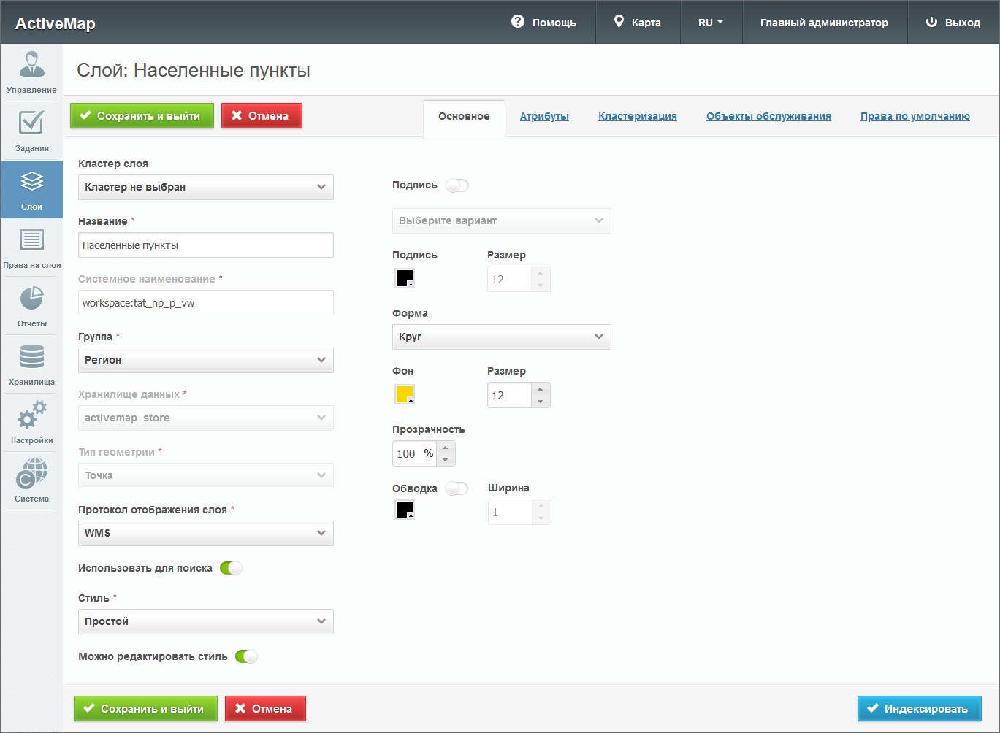 ActiveMap
Помощь
Карта
RU
Главный администратор
Выход
Управление
Задания
Слои
Права на слои
Отчеты
Хранилища
Настройки
Система
Слой: Населенные пункты
Сохранить и выйти
Отмена
Основное
Атрибуты
Кластеризация
Объекты обслуживания
Права по умолчанию
Кластер слоя
Кластер не выбран
Название *
Населенные пункты
Системное наименование *
workspace:tat_np_p_vw
Группа *
Регион
Хранилище данных *
activemap_store
Тип геометрии *
Точка
Протокол отображения слоя *
WMS
Использовать для поиска
Стиль *
Простой
Можно редактировать стиль
Подпись
Выберите вариант
Подпись
Размер
12
Форма
Круг
Фон
Размер
12
Прозрачность
100 %
Обводка
Ширина
1
Сохранить и выйти
Отмена
Индексировать